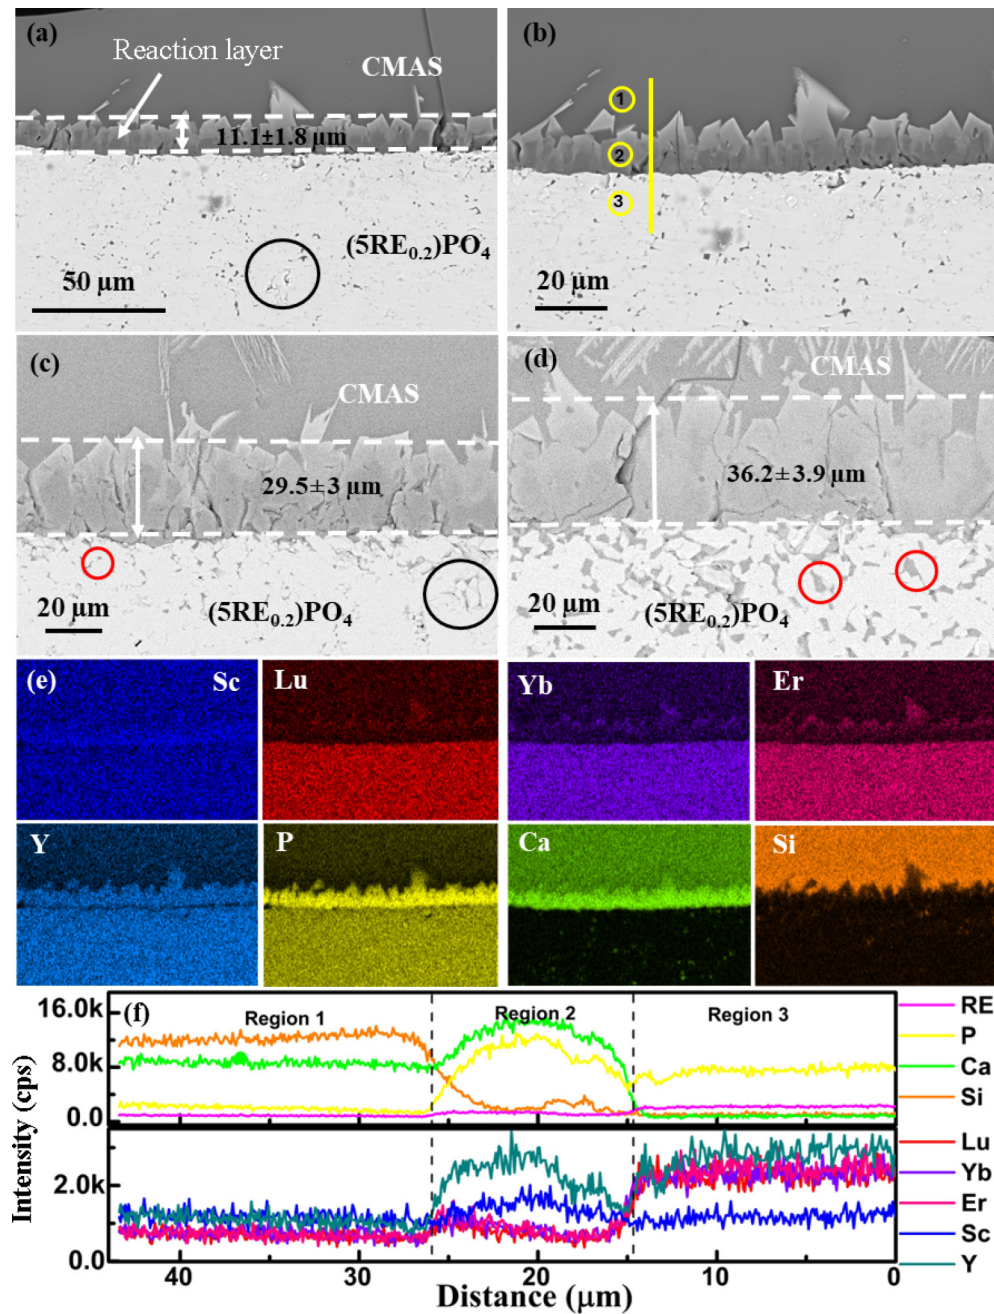 (a)
Reaction layer
CMAS
11.1±1.8 μm
(5RE0.2)PO4
50 μm
(b)
1
2
3
20 μm
(c)
CMAS
29.5±3 μm
20 μm
(5RE0.2)PO4
(d)
CMAS
36.2±3.9 μm
20 μm
(5RE0.2)PO4
(e)
Sc
Lu
Yb
Er
Y
P
Ca
Si
(f)
Region 1
Region 2
Region 3
16.0k
8.0k
0.0
2.0k
0.0
Intensity (cps)
RE
P
Ca
Si
Lu
Yb
Er
Sc
Y
40
30
20
10
0
Distance (μm)